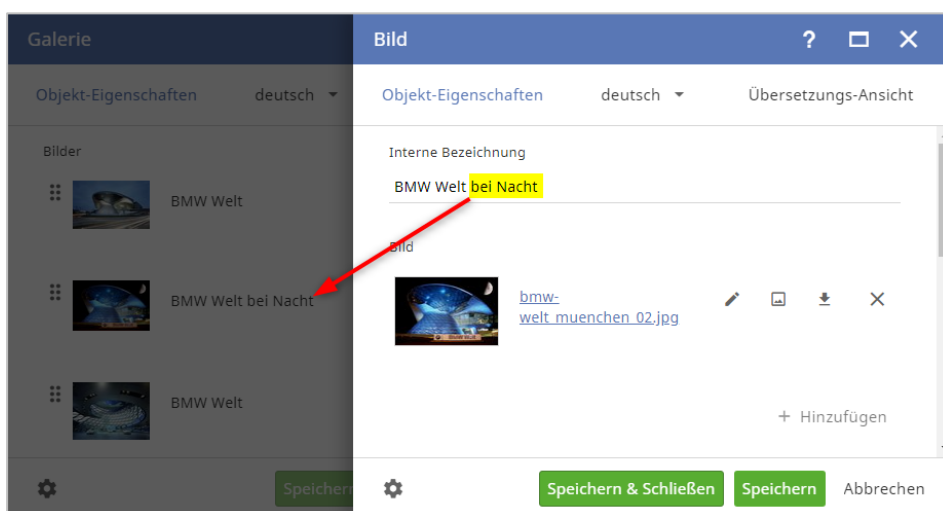 Galerie
Objekt-Eigenschaften deutsch
Bilder
BMW Welt
BMW Welt bei Nacht
BMW Welt
Speichern
Bild ?
Objekt-Eigenschaften deutsch Übersetzungs-Ansicht
Interne Bezeichnung
BMW Welt bei Nacht
Bild
bmw-
welt_muenchen_02.jpg
+ Hinzufügen
Speichern & Schließen Speichern Abbrechen